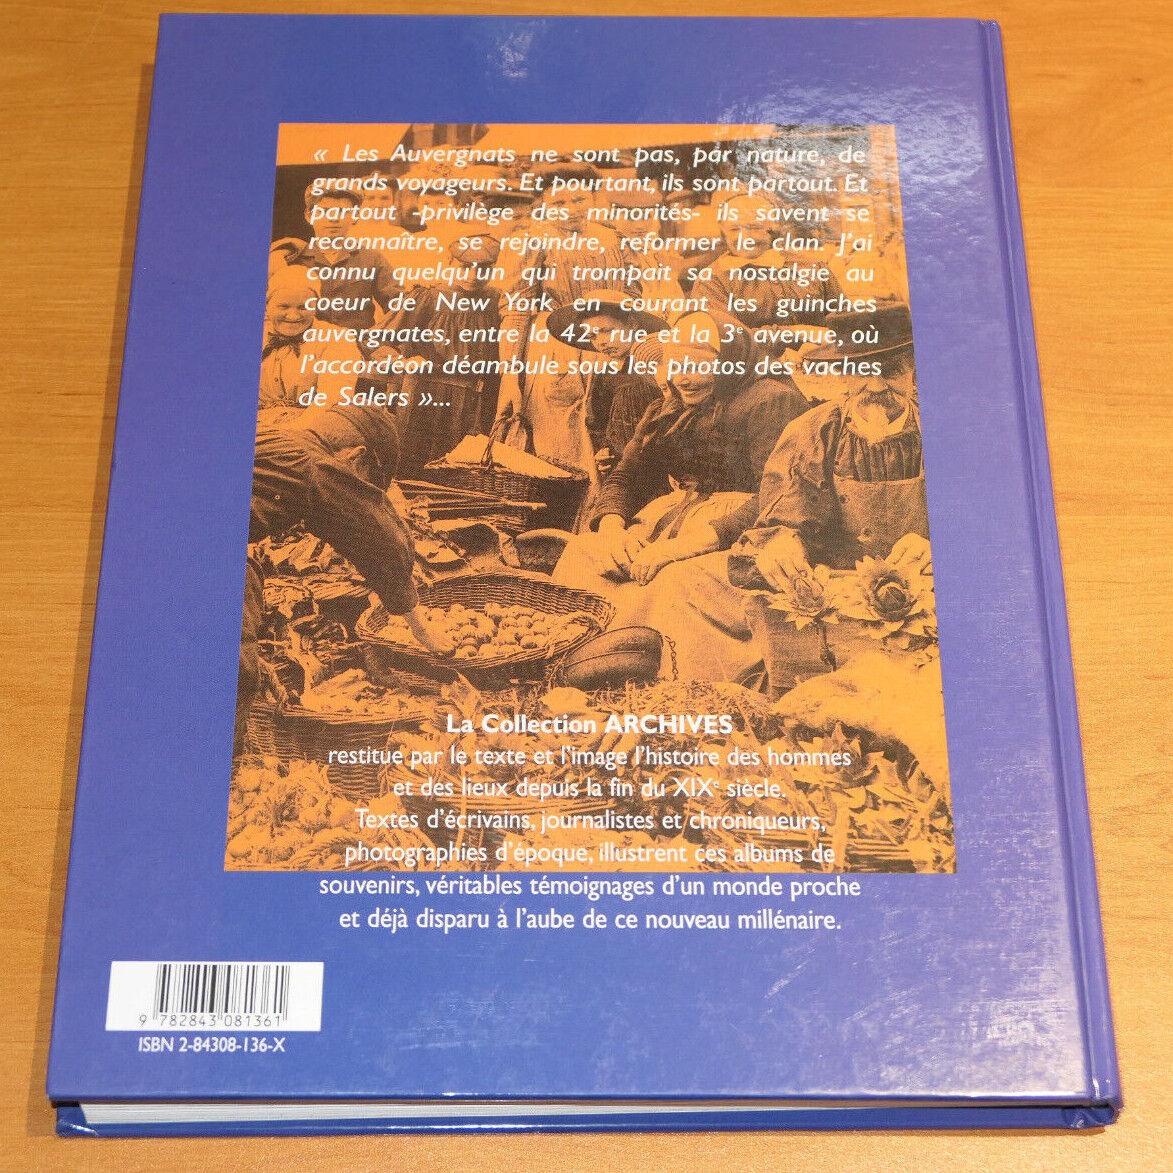 « Les Auvergnats ne sont pas, par nature, de
grands voyageurs. Et pourtant, ils sont partout. Et
partout -privilège des minorités- ils savent se
reconnaître, se rejoindre, reformer le clan. J'ai
connu quelqu'un qui trompait sa nostalgie au
coeur de New York en courant les guinches
auvergnates, entre la 42e rue et la 3e avenue, où
l'accordéon déambule sous les photos des vaches
de Salers »...
La Collection ARCHIVES
restitue par le texte et l'image l'histoire des hommes
et des lieux depuis la fin du XIXe siècle.
Textes d'écrivains, journalistes et chroniqueurs,
photographies d'époque, illustrent ces albums de
souvenirs, véritables témoignages d'un monde proche
et déjà disparu à l'aube de ce nouveau millénaire.
9 782843 081361
ISBN 2-84308-136-X